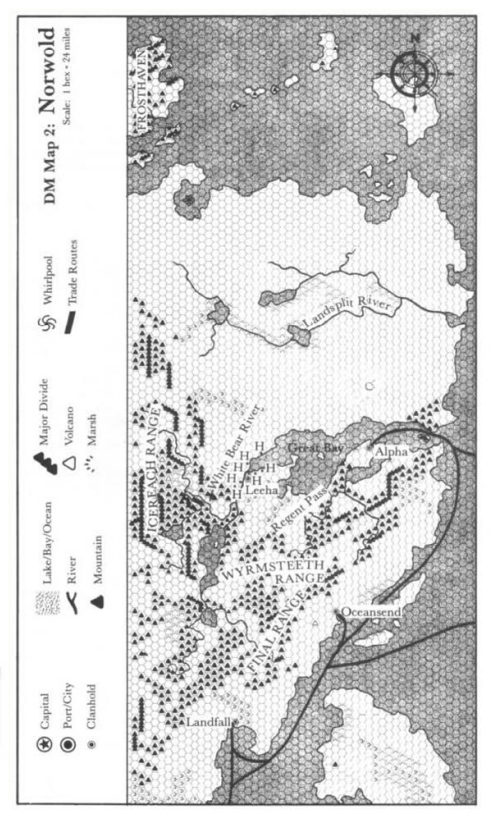 DM Map 2: Norwold
Scale: 1 hex = 24 miles
Capital
Port/City
Clanhold
Lake/Bay/Ocean
River
Mountain
Major Divide
Volcano
Marsh
Whirlpool
Trade Routes
FROSTHAVEN
N
ICEREACH RANGE
White Bear River
Landsplit River
H
H
H
H
H
H
H
H
Leeha
Great Bay
Alpha
Regent Pass
WYRMSTEETH
RANGE
FINAL RANGE
Oceansend
Landfall